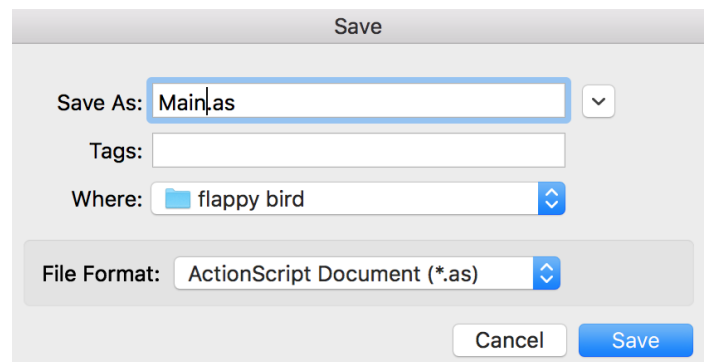 Save
Save As: Main.as
Tags:
Where: flappy bird
File Format: ActionScript Document (*.as)
Cancel Save